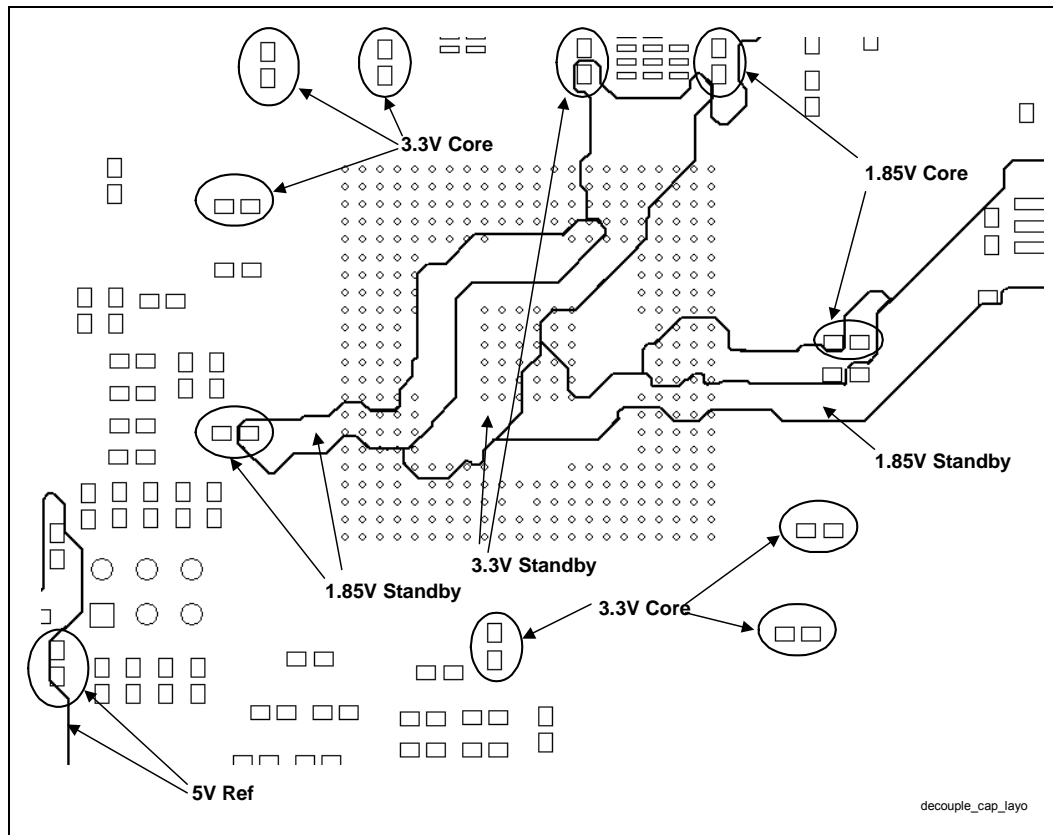 3.3V Core
1.85V Core
1.85V Standby
3.3V Standby
1.85V Standby
3.3V Core
5V Ref
decouple_cap_layo